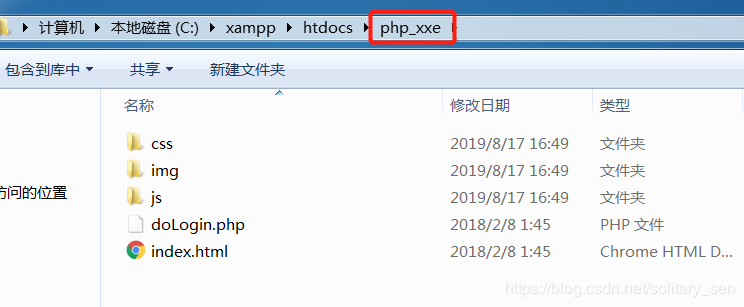 计算机 本地磁盘 (C:) xampp htdocs php_xxe
包含到库中 共享 新建文件夹
名称 修改日期 类型
css 2019/8/17 16:49 文件夹
img 2019/8/17 16:49 文件夹
访问的位置 js 2019/8/17 16:49 文件夹
doLogin.php 2018/2/8 1:45 PHP 文件
index.html 2018/2/8 1:45 Chrome HTML D...
https://blog.csdn.net/solitary_sen